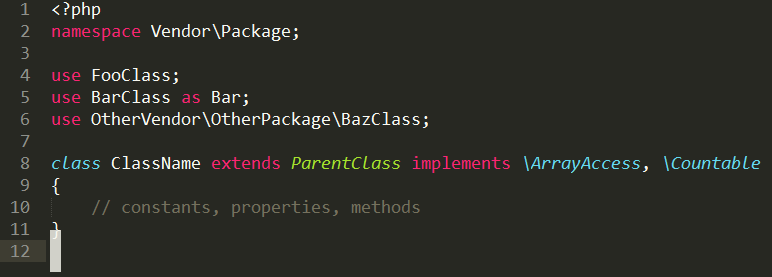 1 <?php
2 namespace Vendor\Package;
3
4 use FooClass;
5 use BarClass as Bar;
6 use OtherVendor\OtherPackage\BazClass;
7
8 class ClassName extends ParentClass implements \ArrayAccess, \Countable
9 {
10     // constants, properties, methods
11 }
12